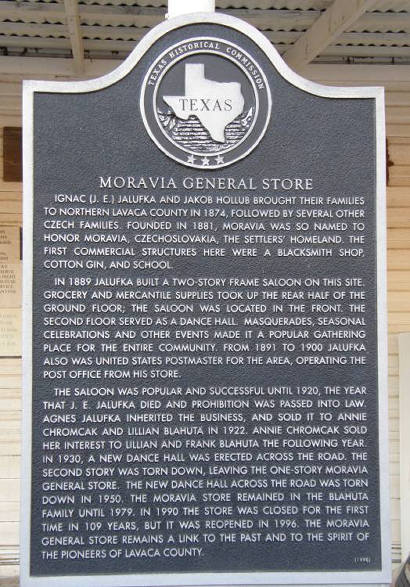 TEXAS HISTORICAL COMMISSION
TEXAS
MORAVIA GENERAL STORE
IGNAC (J. E.) JALUFKA AND JAKOB HOLLUB BROUGHT THEIR FAMILIES
TO NORTHERN LAVACA COUNTY IN 1874, FOLLOWED BY SEVERAL OTHER
CZECH FAMILIES. FOUNDED IN 1881, MORAVIA WAS SO NAMED TO
HONOR MORAVIA, CZECHOSLOVAKIA, THE SETTLERS' HOMELAND. THE
FIRST COMMERCIAL STRUCTURES HERE WERE A BLACKSMITH SHOP,
COTTON GIN, AND SCHOOL.
IN 1889 JALUFKA BUILT A TWO-STORY FRAME SALOON ON THIS SITE.
GROCERY AND MERCANTILE SUPPLIES TOOK UP THE REAR HALF OF THE
GROUND FLOOR; THE SALOON WAS LOCATED IN THE FRONT. THE
SECOND FLOOR SERVED AS A DANCE HALL. MASQUERADES, SEASONAL
CELEBRATIONS AND OTHER EVENTS MADE IT A POPULAR GATHERING
PLACE FOR THE ENTIRE COMMUNITY. FROM 1891 TO 1900 JALUFKA
ALSO WAS UNITED STATES POSTMASTER FOR THE AREA, OPERATING THE
POST OFFICE FROM HIS STORE.
THE SALOON WAS POPULAR AND SUCCESSFUL UNTIL 1920, THE YEAR
THAT J. E. JALUFKA DIED AND PROHIBITION WAS PASSED INTO LAW.
AGNES JALUFKA INHERITED THE BUSINESS, AND SOLD IT TO ANNIE
CHROMCAK AND LILLIAN BLAHUTA IN 1922. ANNIE CHROMCAK SOLD
HER INTEREST TO LILLIAN AND FRANK BLAHUTA THE FOLLOWING YEAR.
IN 1930, A NEW DANCE HALL WAS ERECTED ACROSS THE ROAD. THE
SECOND STORY WAS TORN DOWN, LEAVING THE ONE-STORY MORAVIA
GENERAL STORE. THE NEW DANCE HALL ACROSS THE ROAD WAS TORN
DOWN IN 1950. THE MORAVIA STORE REMAINED IN THE BLAHUTA
FAMILY UNTIL 1979. IN 1990 THE STORE WAS CLOSED FOR THE FIRST
TIME IN 109 YEARS, BUT IT WAS REOPENED IN 1996. THE MORAVIA
GENERAL STORE REMAINS A LINK TO THE PAST AND TO THE SPIRIT OF
THE PIONEERS OF LAVACA COUNTY.
(1998)